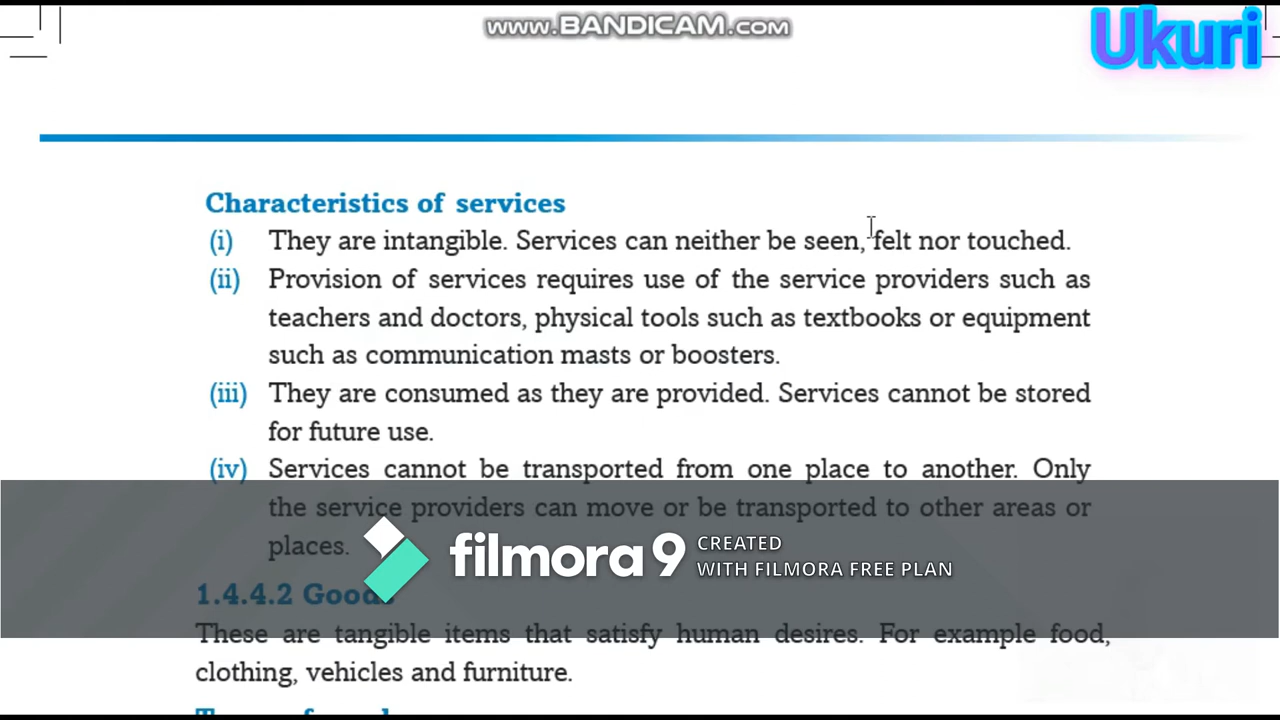 www.BANDICAM.com
Ukuri
Characteristics of services
(i) They are intangible. Services can neither be seen, felt nor touched.
(ii) Provision of services requires use of the service providers such as
teachers and doctors, physical tools such as textbooks or equipment
such as communication masts or boosters.
(iii) They are consumed as they are provided. Services cannot be stored
for future use.
(iv) Services cannot be transported from one place to another. Only
the service providers can move or be transported to other areas or
places.
filmora9 CREATED
WITH FILMORA FREE PLAN
1.4.4.2 Goods
These are tangible items that satisfy human desires. For example food,
clothing, vehicles and furniture.